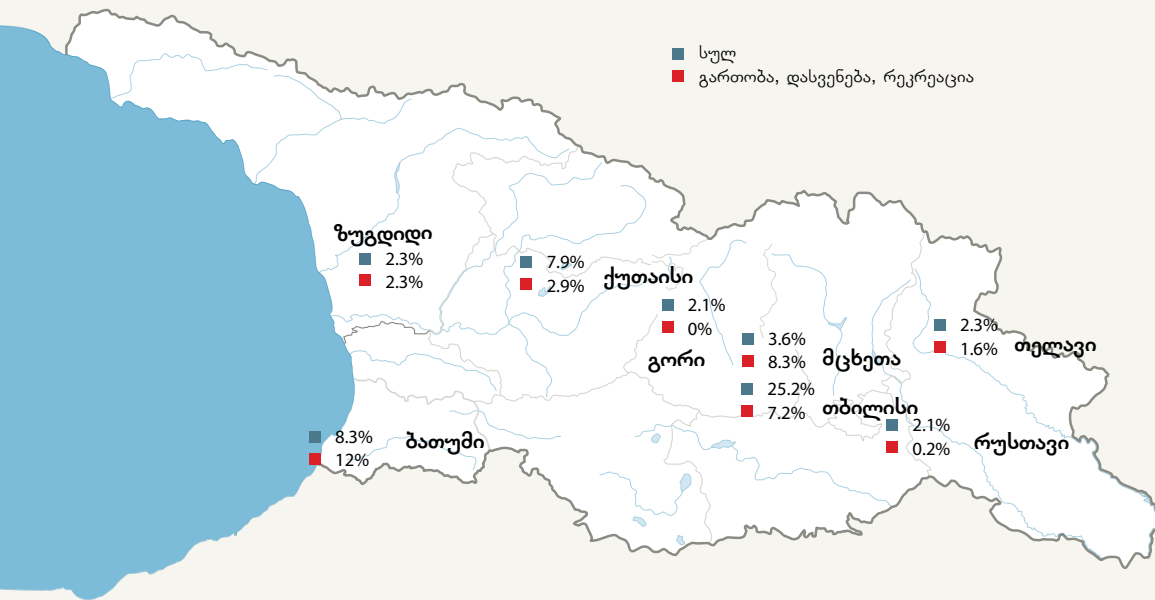 სულ
გართობა, დასვენება, რეკრეაცია
ზუგდიდი
2.3%
2.3%
7.9%
2.9%
ქუთაისი
2.1%
0%
გორი
3.6%
8.3%
მცხეთა
25.2%
7.2%
თბილისი
2.3%
1.6%
თელავი
2.1%
0.2%
რუსთავი
8.3%
12%
ბათუმი